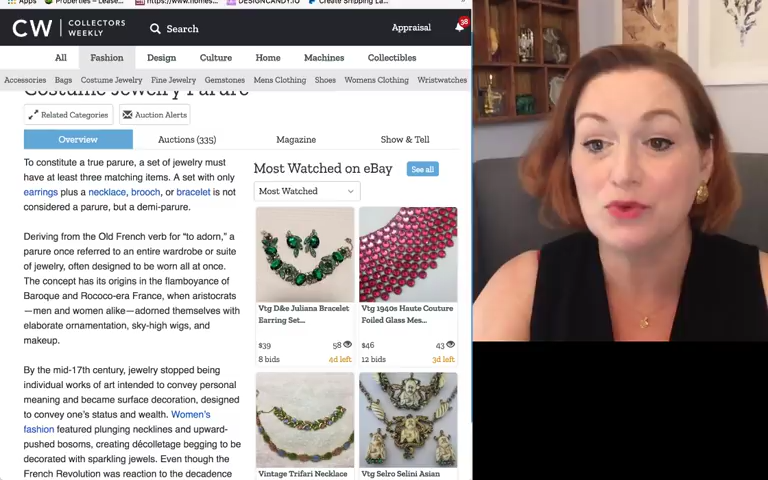 Apps
Properties – Lease...
https://www.homes...
DESIGNCANDY.IO
Create Shipping La...
CW COLLECTORS WEEKLY
Search
Appraisal
38
All Fashion Design Culture Home Machines Collectibles
Accessories Bags Costume Jewelry Fine Jewelry Gemstones Mens Clothing Shoes Womens Clothing Wristwatches
Costume Jewelry Parure
Related Categories Auction Alerts
Overview Auctions (335) Magazine Show & Tell
To constitute a true parure, a set of jewelry must
have at least three matching items. A set with only
earrings plus a necklace, brooch, or bracelet is not
considered a parure, but a demi-parure.
Deriving from the Old French verb for “to adorn,” a
parure once referred to an entire wardrobe or suite
of jewelry, often designed to be worn all at once.
The concept has its origins in the flamboyance of
Baroque and Rococo-era France, when aristocrats
—men and women alike—adorned themselves with
elaborate ornamentation, sky-high wigs, and
makeup.
By the mid-17th century, jewelry stopped being
individual works of art intended to convey personal
meaning and became surface decoration, designed
to convey one's status and wealth. Women's
fashion featured plunging necklines and upward-
pushed bosoms, creating décolletage begging to be
decorated with sparkling jewels. Even though the
French Revolution was reaction to the decadence
Most Watched on eBay
See all
Most Watched
Vtg D&e Juliana Bracelet
Earring Set...
$39 58
8 bids 4d left
Vtg 1940s Haute Couture
Foiled Glass Mes...
$46 43
12 bids 3d left
Vintage Trifari Necklace
Vtg Selro Selini Asian